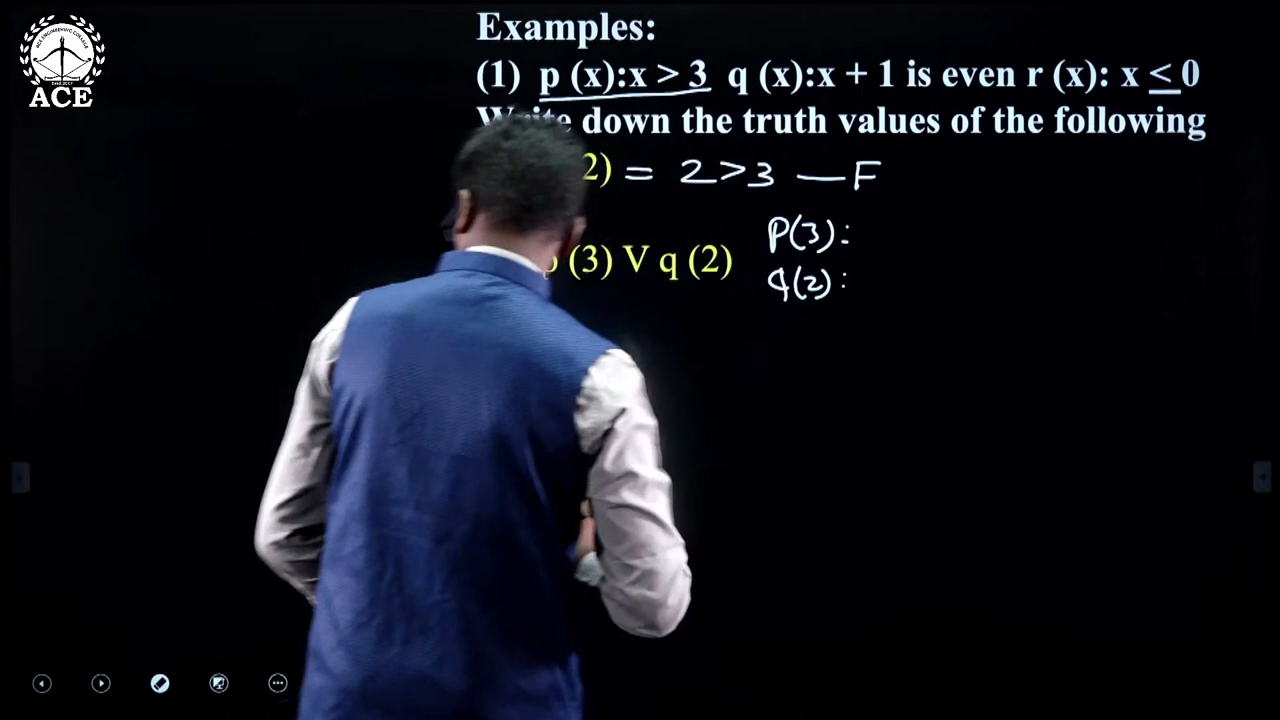 ACE
Examples:
(1) p (x):x > 3 q (x):x + 1 is even r (x): x ≤ 0
Write down the truth values of the following
2) = 2>3 — F
P(3):
p (3) V q (2)
q(2):